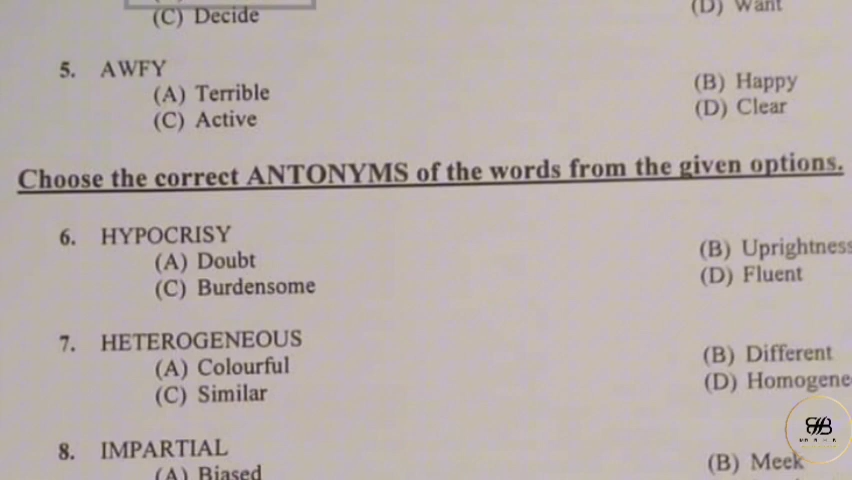 (C) Decide (D) Want
5. AWFY
(A) Terrible (B) Happy
(C) Active (D) Clear
Choose the correct ANTONYMS of the words from the given options.
6. HYPOCRISY
(A) Doubt (B) Uprightness
(C) Burdensome (D) Fluent
7. HETEROGENEOUS
(A) Colourful (B) Different
(C) Similar (D) Homogene
8. IMPARTIAL
(A) Biased (B) Meek